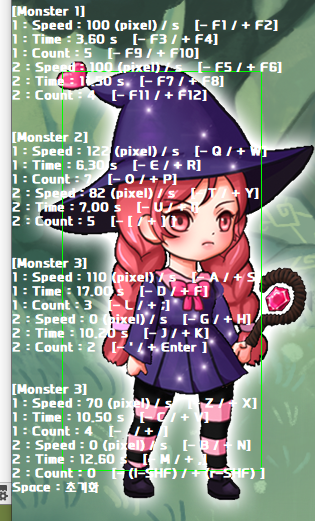 [Monster 1]
1 : Speed - 100 (pixel) / s [- F1 / + F2]
1 : Time - 3.60 s [- F3 / + F4]
1 : Count - 5 [- F9 / + F10]
2 : Speed - 100 (pixel) / s [- F5 / + F6]
2 : Time - s [- F7 / + F8]
2 : Count - 4 [- F11 / + F12]
[Monster 2]
1 : Speed - 122 (pixel) / s [- Q / + W]
1 : Time - 6.30 s [- E / + R]
1 : Count - [- O / + P]
2 : Speed - 82 (pixel) / s [- T / + Y]
2 : Time - 7.00 s [- U /
2 : Count - 5 [- [ / + ] ]
[Monster 3]
1 : Speed - 110 (pixel) / s [- A / + S]
1 : Time - 17.00 s [- D / + F]
1 : Count - 3 [- L / + ;]
2 : Speed - 0 (pixel) / s [- G / + H]
2 : Time - 10.20 s [- J / + K]
2 : Count - 2 [- ' / + Enter ]
[Monster 3]
1 : Speed - 70 (pixel) / s [- Z / + X]
1 : Time - 10.50 s [- C / + V]
1 : Count - 4
2 : Speed - 0 (pixel) / s [- B / + N]
2 : Time - 12.60 s [- M /
2 : Count - 0
Space : 초기화